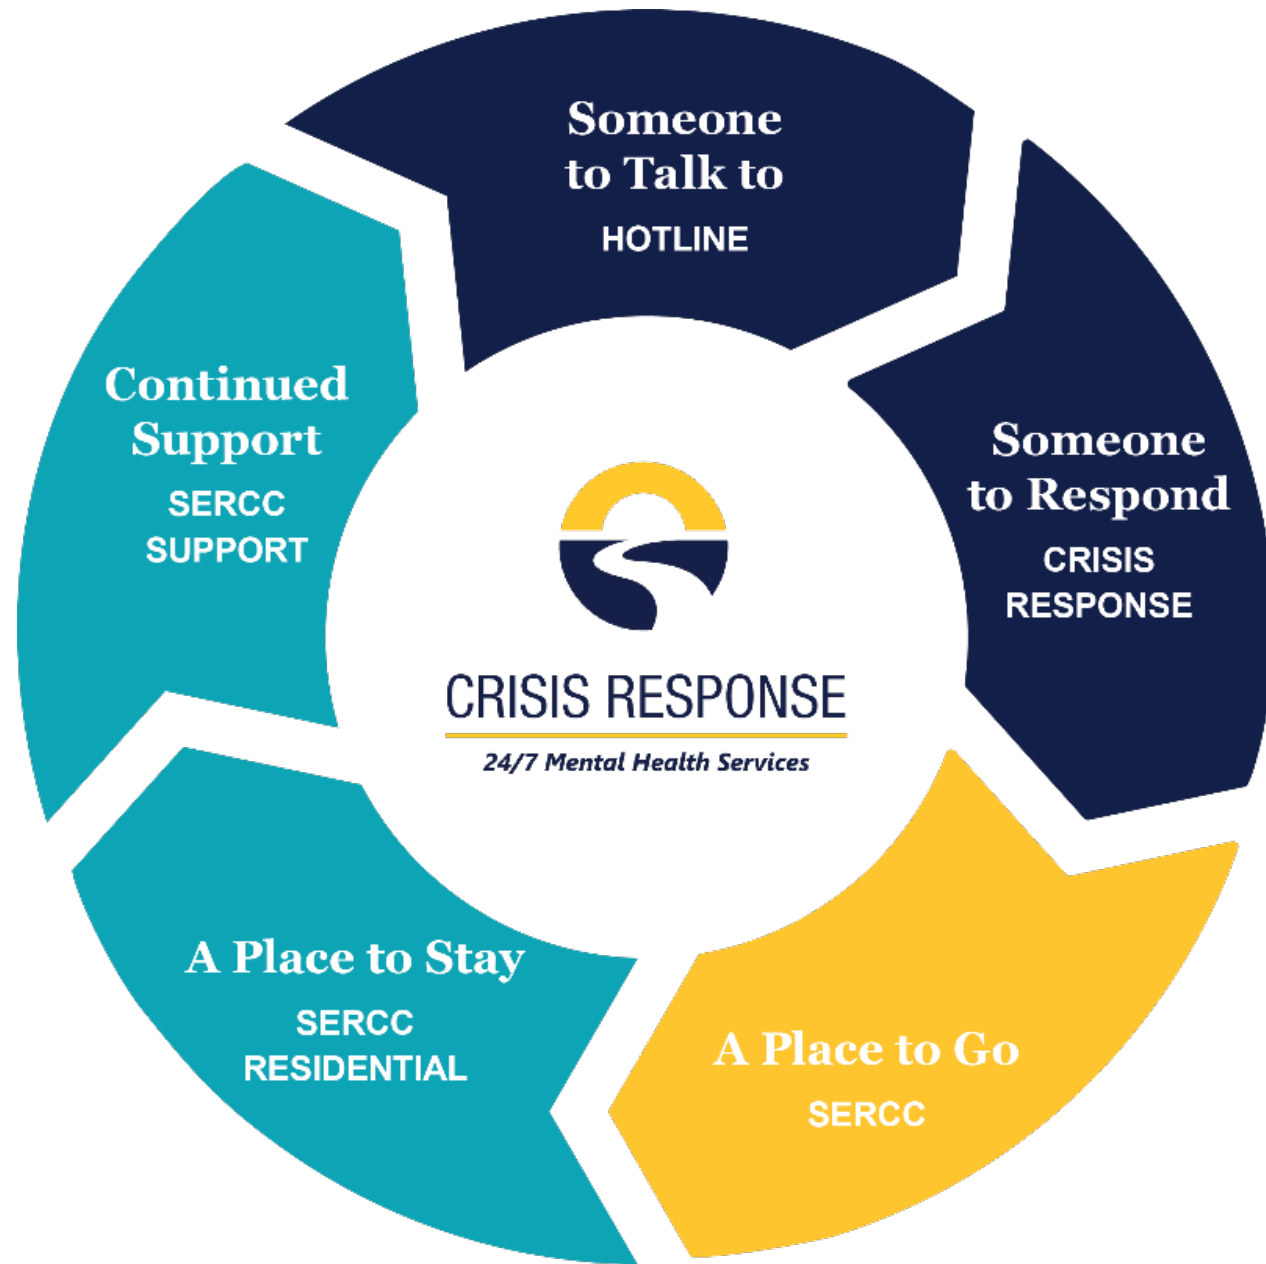 Someone
to Talk to
HOTLINE
Someone
to Respond
CRISIS
RESPONSE
A Place to Go
SERCC
A Place to Stay
SERCC
RESIDENTIAL
Continued
Support
SERCC
SUPPORT
CRISIS RESPONSE
24/7 Mental Health Services